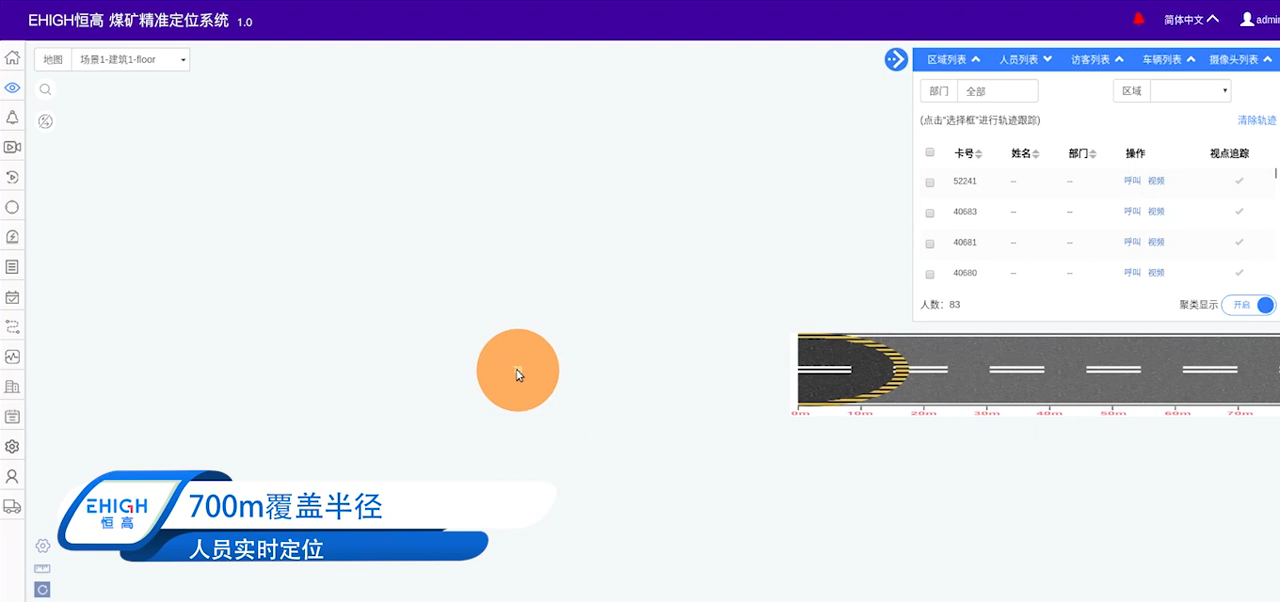 EHIGH恒高 煤矿精准定位系统 1.0
简体中文 admin
地图 场景1-建筑1-floor
区域列表 人员列表 访客列表 车辆列表 摄像头列表
部门 全部 区域
(点击"选择框"进行轨迹跟踪) 清除轨迹
卡号 姓名 部门 操作 视点追踪
52241 -- -- 呼叫 视频
40683 -- -- 呼叫 视频
40681 -- -- 呼叫 视频
40680 -- -- 呼叫 视频
人数: 83 聚类显示 开启
0m 10m 20m 30m 40m 50m 60m 70m
EHIGH
恒高
700m覆盖半径
人员实时定位